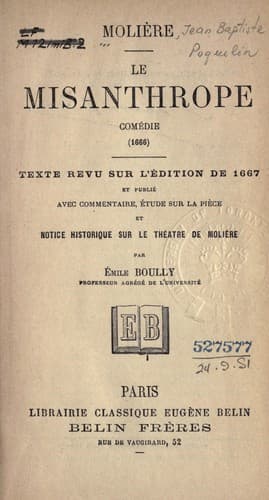 MOLIÈRE, Jean Baptiste
Poquelin
LE
MISANTHROPE
COMÉDIE
(1666)
TEXTE REVU SUR L'ÉDITION DE 1667
ET PUBLIÉ
AVEC COMMENTAIRE, ÉTUDE SUR LA PIÈCE
ET
NOTICE HISTORIQUE SUR LE THÉATRE DE MOLIÈRE
PAR
ÉMILE BOULLY
PROFESSEUR AGRÉGÉ DE L'UNIVERSITÉ
EB
527577
24.9.51
PARIS
LIBRAIRIE CLASSIQUE EUGÈNE BELIN
BELIN FRÈRES
RUE DE VAUGIRARD, 52